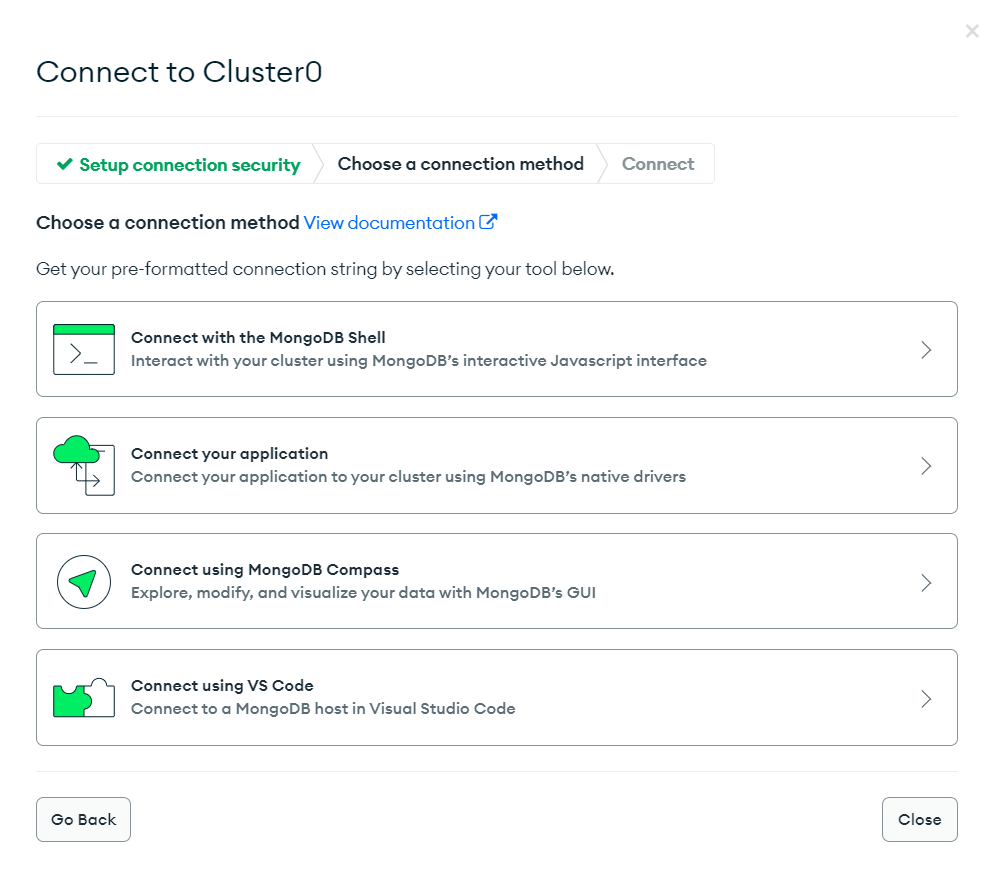 Connect to Cluster0
Setup connection security
Choose a connection method
Connect
Choose a connection method View documentation
Get your pre-formatted connection string by selecting your tool below.
Connect with the MongoDB Shell
Interact with your cluster using MongoDB’s interactive Javascript interface
Connect your application
Connect your application to your cluster using MongoDB’s native drivers
Connect using MongoDB Compass
Explore, modify, and visualize your data with MongoDB’s GUI
Connect using VS Code
Connect to a MongoDB host in Visual Studio Code
Go Back
Close